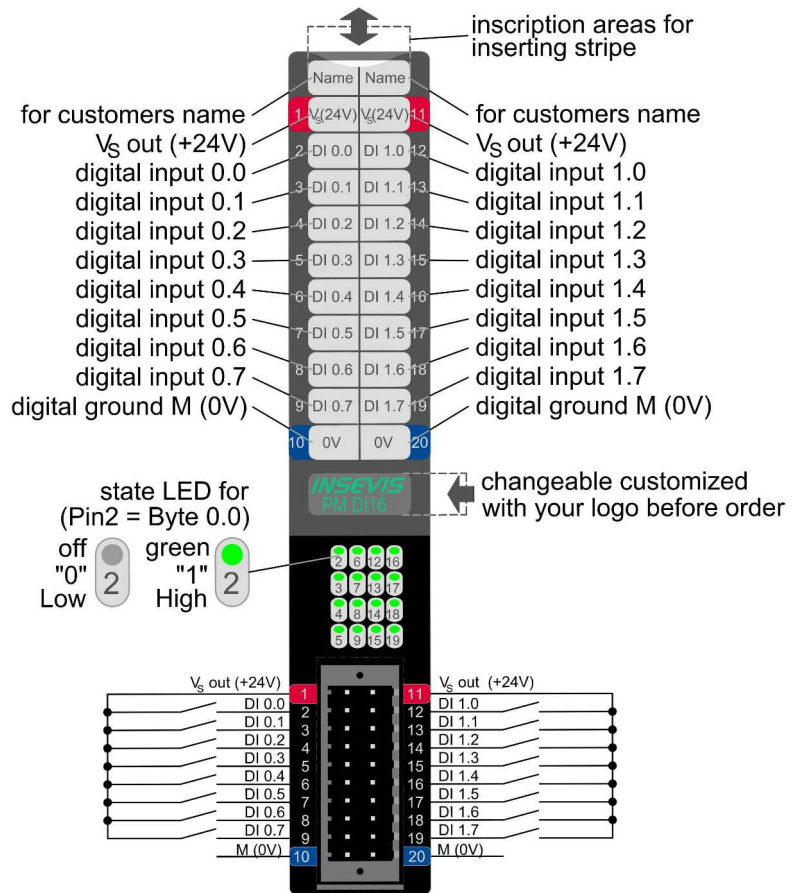 inscription areas for
inserting stripe
Name Name
for customers name
for customers name
1 Vs(24V) Vs(24V) 11
Vs out (+24V)
Vs out (+24V)
2 DI 0.0 DI 1.0 12
digital input 0.0
digital input 1.0
3 DI 0.1 DI 1.1 13
digital input 0.1
digital input 1.1
4 DI 0.2 DI 1.2 14
digital input 0.2
digital input 1.2
5 DI 0.3 DI 1.3 15
digital input 0.3
digital input 1.3
6 DI 0.4 DI 1.4 16
digital input 0.4
digital input 1.4
7 DI 0.5 DI 1.5 17
digital input 0.5
digital input 1.5
8 DI 0.6 DI 1.6 18
digital input 0.6
digital input 1.6
9 DI 0.7 DI 1.7 19
digital input 0.7
digital input 1.7
10 0V 0V 20
digital ground M (0V)
digital ground M (0V)
INSEVIS
PM DI16
changeable customized
with your logo before order
state LED for
(Pin2 = Byte 0.0)
off
"0"
Low
2
green
"1"
High
2
2 6 12 16
3 7 13 17
4 8 14 18
5 9 15 19
Vs out (+24V) 1
11 Vs out (+24V)
DI 0.0 2
12 DI 1.0
DI 0.1 3
13 DI 1.1
DI 0.2 4
14 DI 1.2
DI 0.3 5
15 DI 1.3
DI 0.4 6
16 DI 1.4
DI 0.5 7
17 DI 1.5
DI 0.6 8
18 DI 1.6
DI 0.7 9
19 DI 1.7
M (0V) 10
20 M (0V)